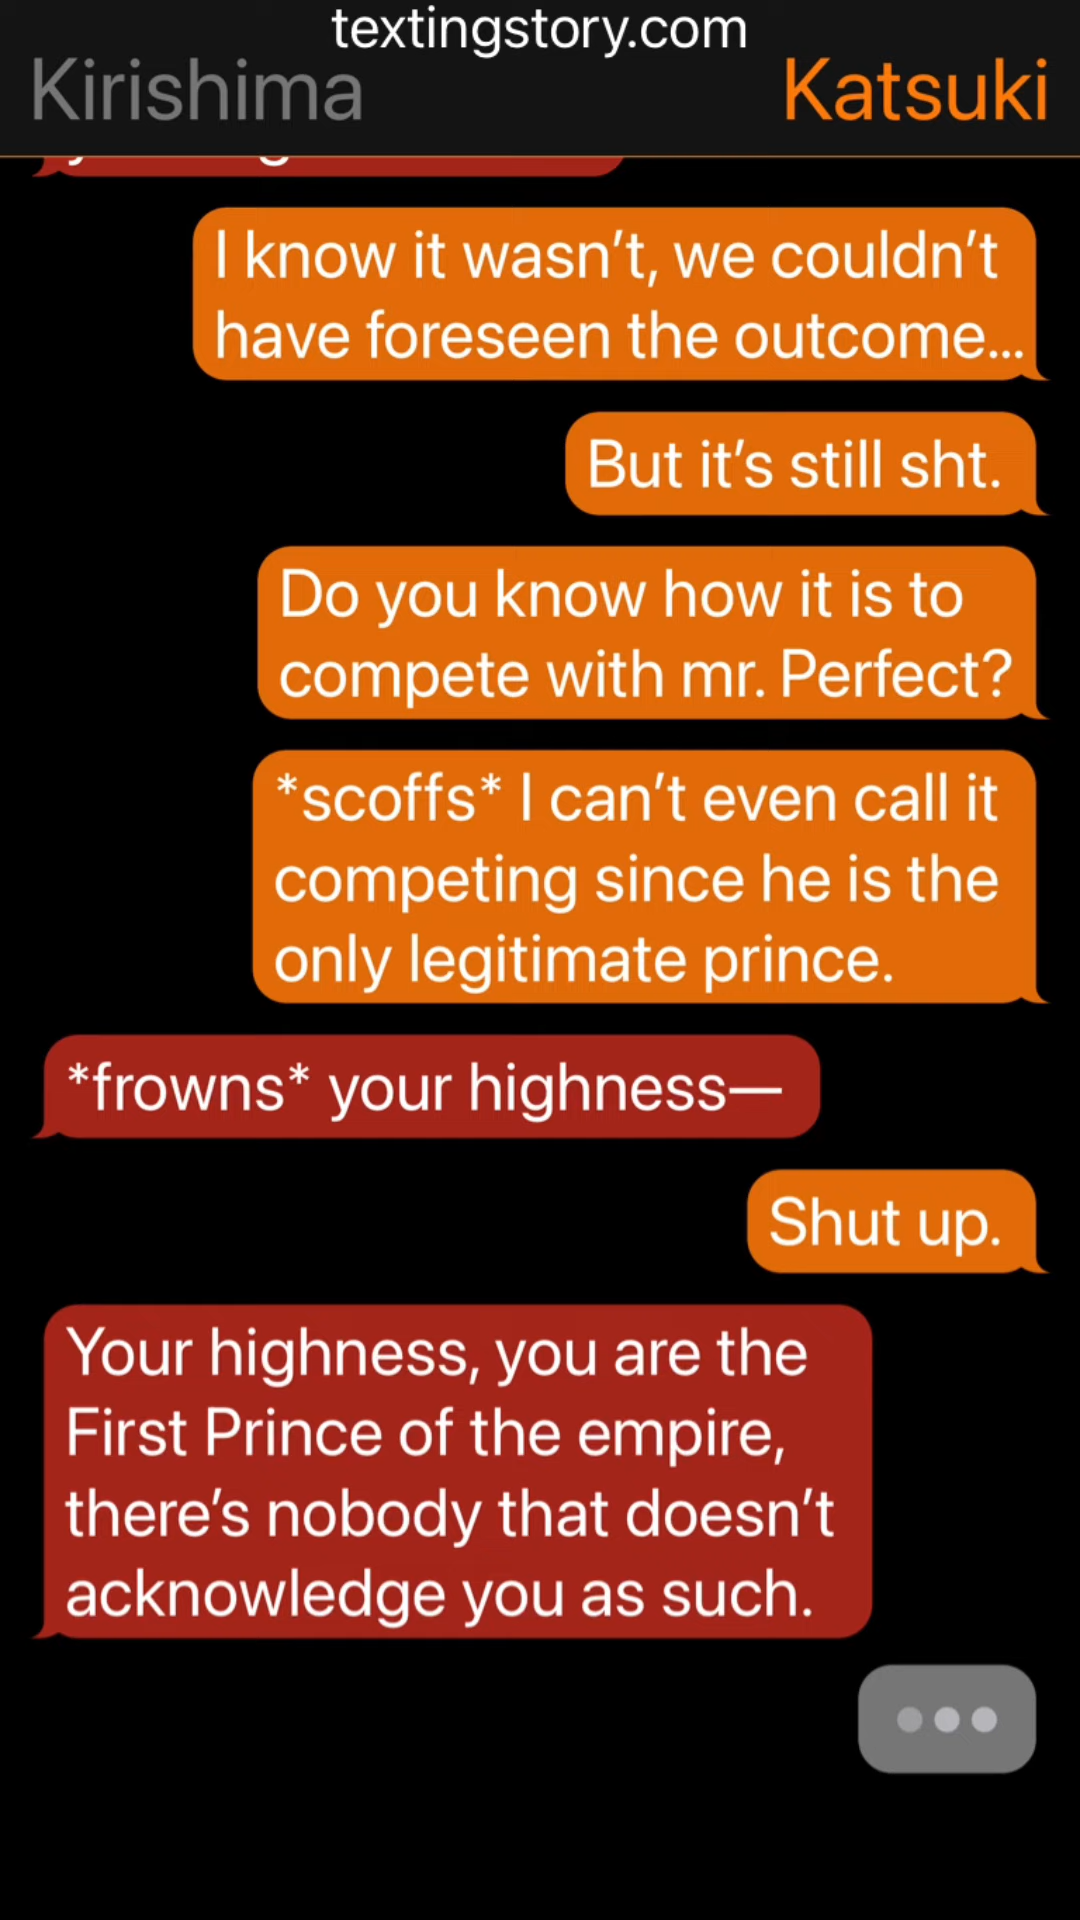 textingstory.com
Kirishima
Katsuki
I know it wasn’t, we couldn’t
have foreseen the outcome...
But it’s still sht.
Do you know how it is to
compete with mr. Perfect?
*scoffs* I can’t even call it
competing since he is the
only legitimate prince.
*frowns* your highness—
Shut up.
Your highness, you are the
First Prince of the empire,
there’s nobody that doesn’t
acknowledge you as such.